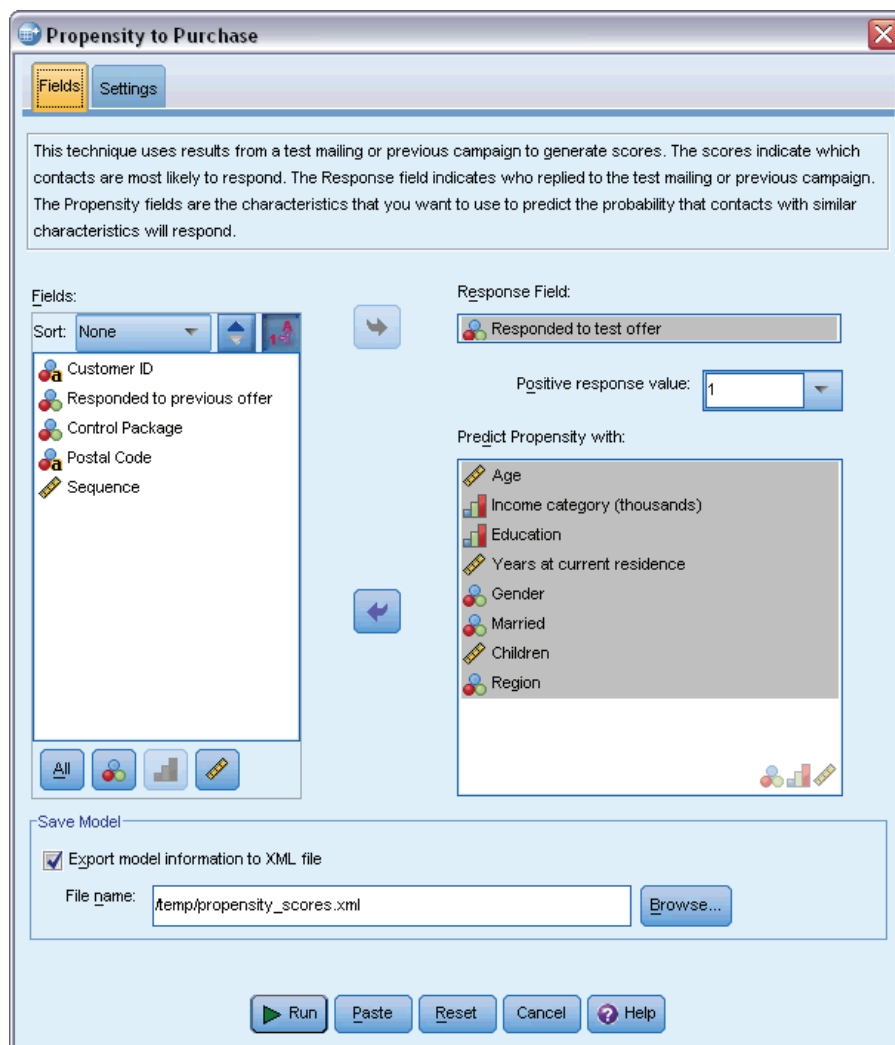 Propensity to Purchase
Fields
Settings
This technique uses results from a test mailing or previous campaign to generate scores. The scores indicate which
contacts are most likely to respond. The Response field indicates who replied to the test mailing or previous campaign.
The Propensity fields are the characteristics that you want to use to predict the probability that contacts with similar
characteristics will respond.
Fields:
Sort: None
Customer ID
Responded to previous offer
Control Package
Postal Code
Sequence
All
Response Field:
Responded to test offer
Positive response value: 1
Predict Propensity with:
Age
Income category (thousands)
Education
Years at current residence
Gender
Married
Children
Region
Save Model
Export model information to XML file
File name: /temp/propensity_scores.xml
Browse...
Run
Paste
Reset
Cancel
Help